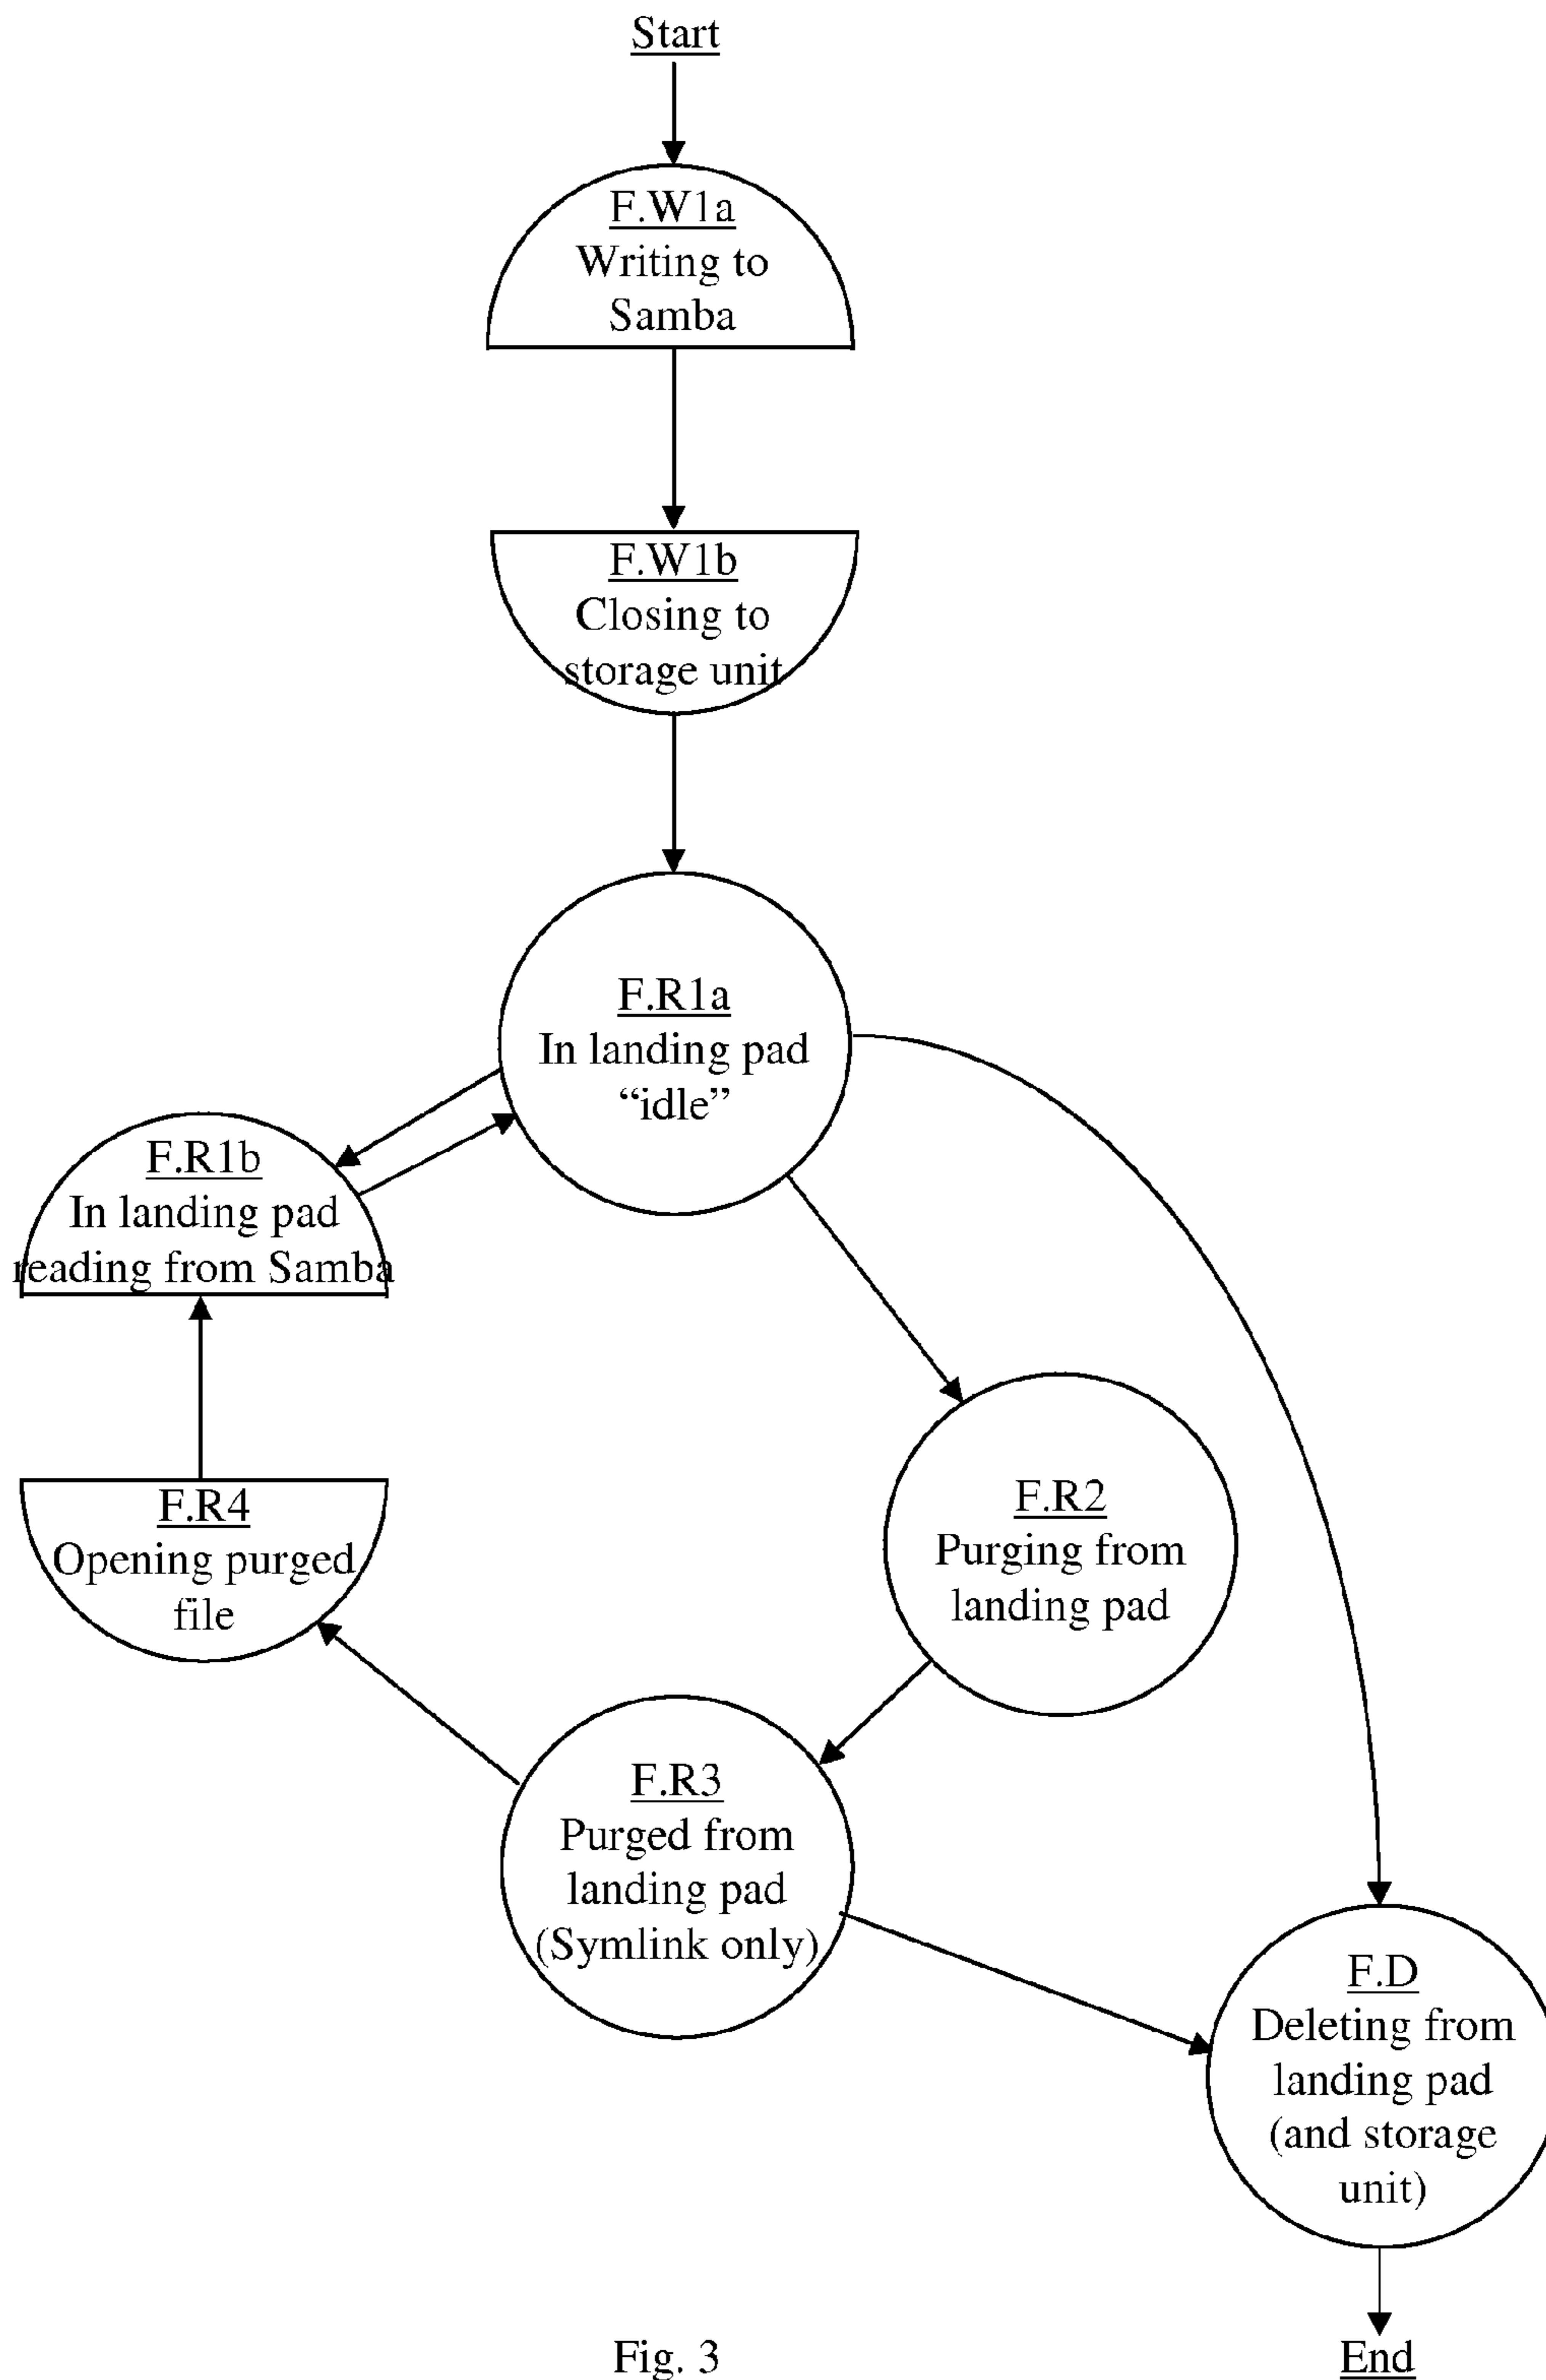 Start
F.W1a
Writing to
Samba
F.W1b
Closing to
storage unit
F.R1a
In landing pad
“idle”
F.R1b
In landing pad
reading from Samba
F.R2
Purging from
landing pad
F.R4
Opening purged
file
F.R3
Purged from
landing pad
(Symlink only)
F.D
Deleting from
landing pad
(and storage
unit)
End
Fig. 3